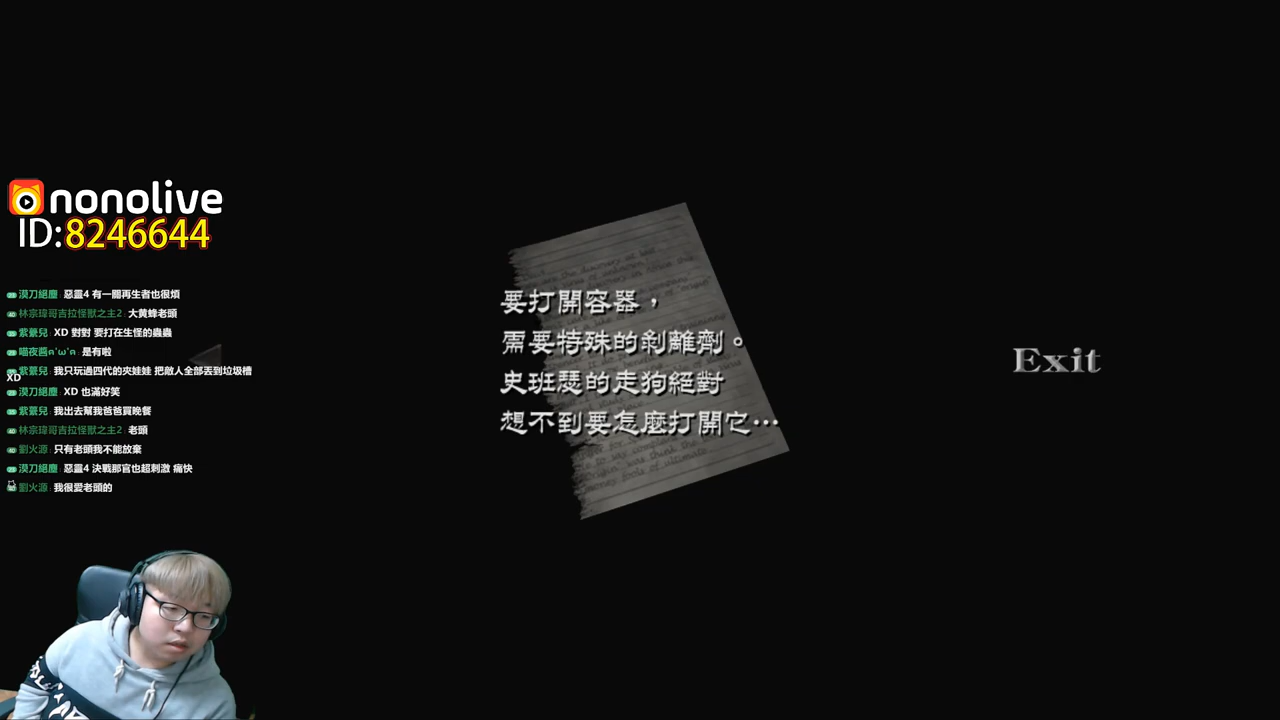 nonolive
ID:8246644
漠刀絕塵 惡靈4 有一關再生者也很煩
林宗瑋哥吉拉怪獸之主2: 大黃蜂老頭
紫薑兒: XD 對對 要打在生怪的蟲蟲
喵夜醬ฅ'ω'ฅ: 是有啦
紫薑兒: 我只玩過四代的夾娃娃 把敵人全部丟到垃圾槽
XD
漠刀絕塵: XD 也滿好笑
紫薑兒: 我出去幫我爸爸買晚餐
林宗瑋哥吉拉怪獸之主2: 老頭
劉火源: 只有老頭我不能放棄
漠刀絕塵: 惡靈4 決戰那官也超刺激 痛快
劉火源: 我很愛老頭的
要打開容器，
需要特殊的剝離劑。
史班瑟的走狗絕對
想不到要怎麼打開它…
Exit